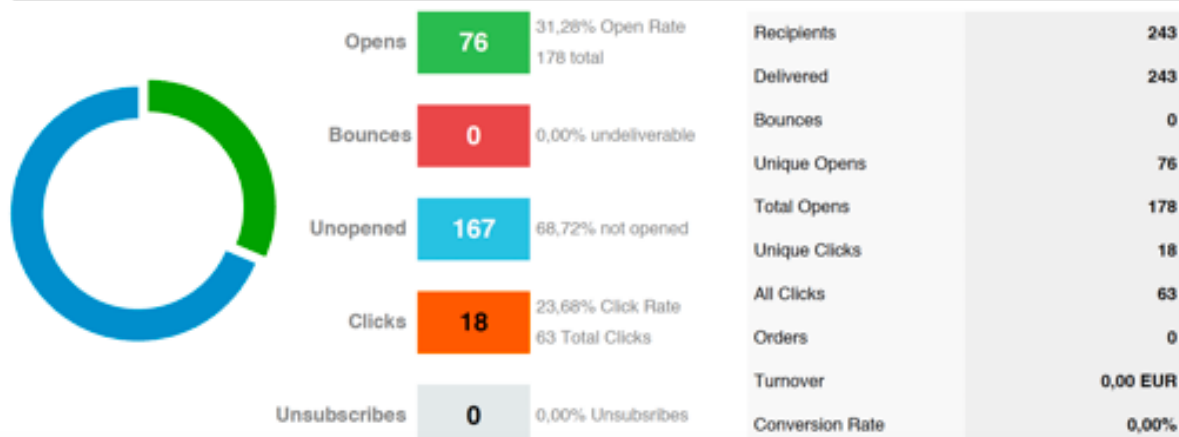 Opens 76 31,28% Open Rate
178 total
Bounces 0 0,00% undeliverable
Unopened 167 68,72% not opened
Clicks 18 23,68% Click Rate
63 Total Clicks
Unsubscribes 0 0,00% Unsubsribes
Recipients 243
Delivered 243
Bounces 0
Unique Opens 76
Total Opens 178
Unique Clicks 18
All Clicks 63
Orders 0
Turnover 0,00 EUR
Conversion Rate 0,00%